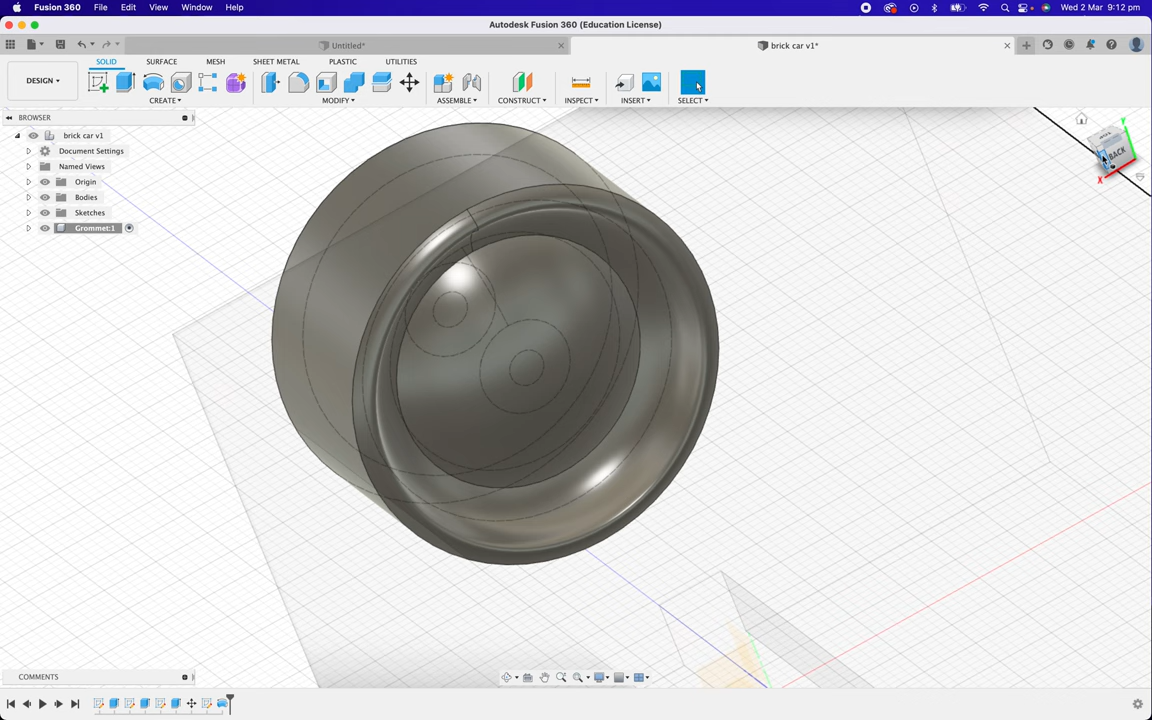 Fusion 360 File Edit View Window Help Wed 2 Mar 9:12 pm
Autodesk Fusion 360 (Education License)
Untitled* brick car v1*
SOLID SURFACE MESH SHEET METAL PLASTIC UTILITIES
DESIGN
CREATE MODIFY ASSEMBLE CONSTRUCT INSPECT INSERT SELECT
BROWSER
brick car v1
Document Settings
Named Views
Origin
Bodies
Sketches
Grommet:1
Y
BACK
X
COMMENTS